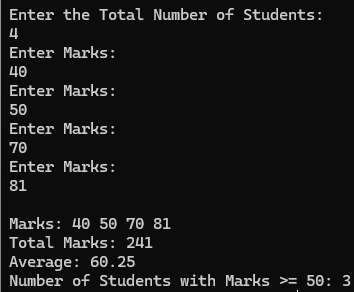 Enter the Total Number of Students:
4
Enter Marks:
40
Enter Marks:
50
Enter Marks:
70
Enter Marks:
81
Marks: 40 50 70 81
Total Marks: 241
Average: 60.25
Number of Students with Marks >= 50: 3